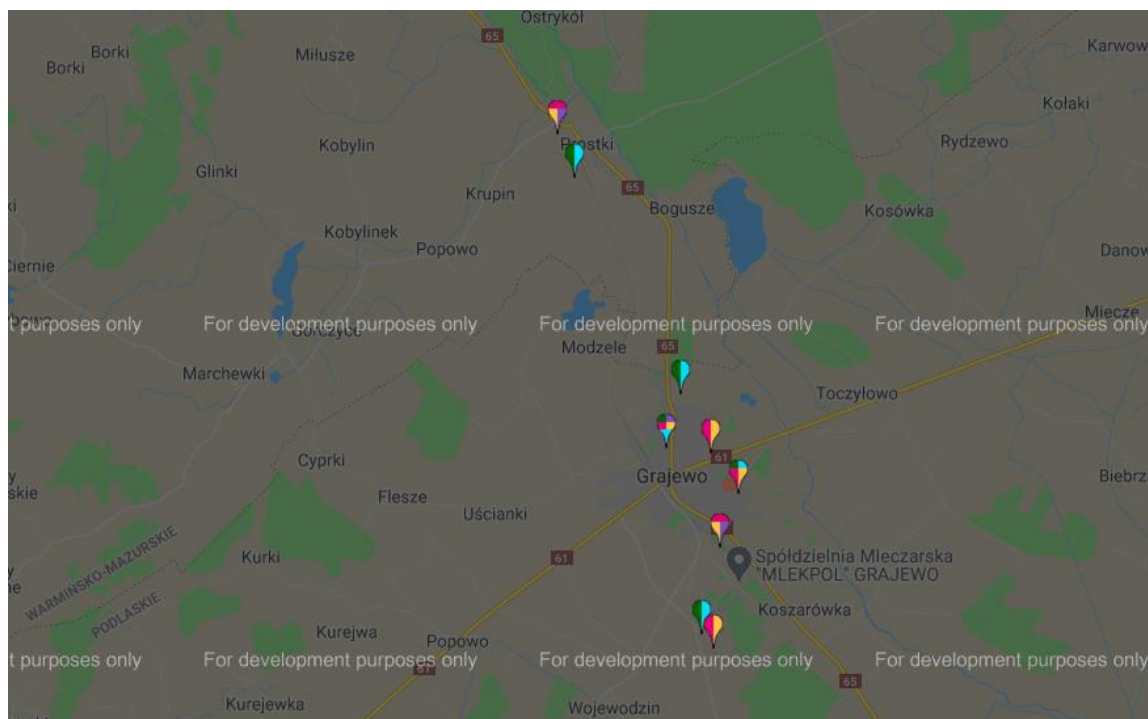 Ostrykół
65
Borki
Borki
Miłusze
Karwow
Kołaki
Kobylin
Prostki
Rydzewo
Glinki
65
Krupin
Bogusze
Kosówka
Kobylinek
Popowo
Danow
Ciernie
Miecze
t purposes only
For development purposes only
For development purposes only
For development purposes only
Modzele
65
Marchewki
Toczyłowo
Cyprki
61
Grajewo
Biebrz
skie
Flesze
Uścianki
WARMIŃSKO-MAZURSKIE
PODLASKIE
Kurki
61
Spółdzielnia Mleczarska
"MLEKPOL" GRAJEWO
Koszarówka
Kurejwa
Popowo
t purposes only
For development purposes only
For development purposes only
For development purposes only
61
65
Kurejewka
Wojewodzin